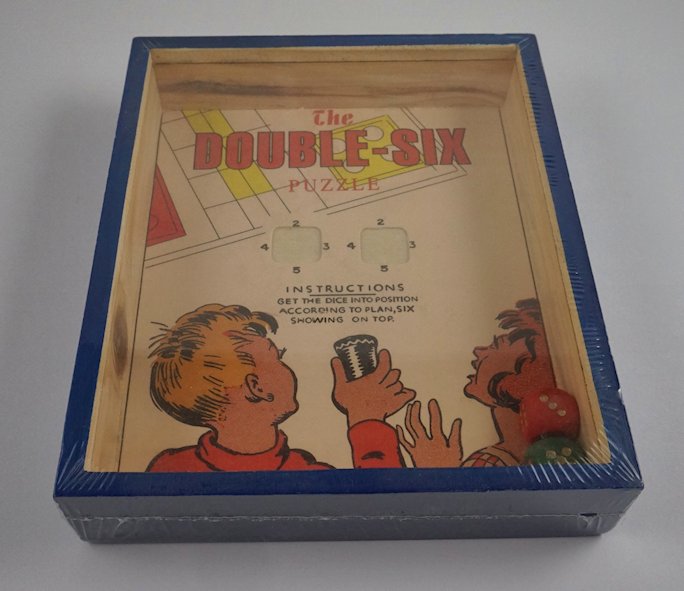 The
DOUBLE-SIX
PUZZLE
2 2
4 3 4 3
5 5
INSTRUCTIONS
GET THE DICE INTO POSITION
ACCORDING TO PLAN, SIX
SHOWING ON TOP.